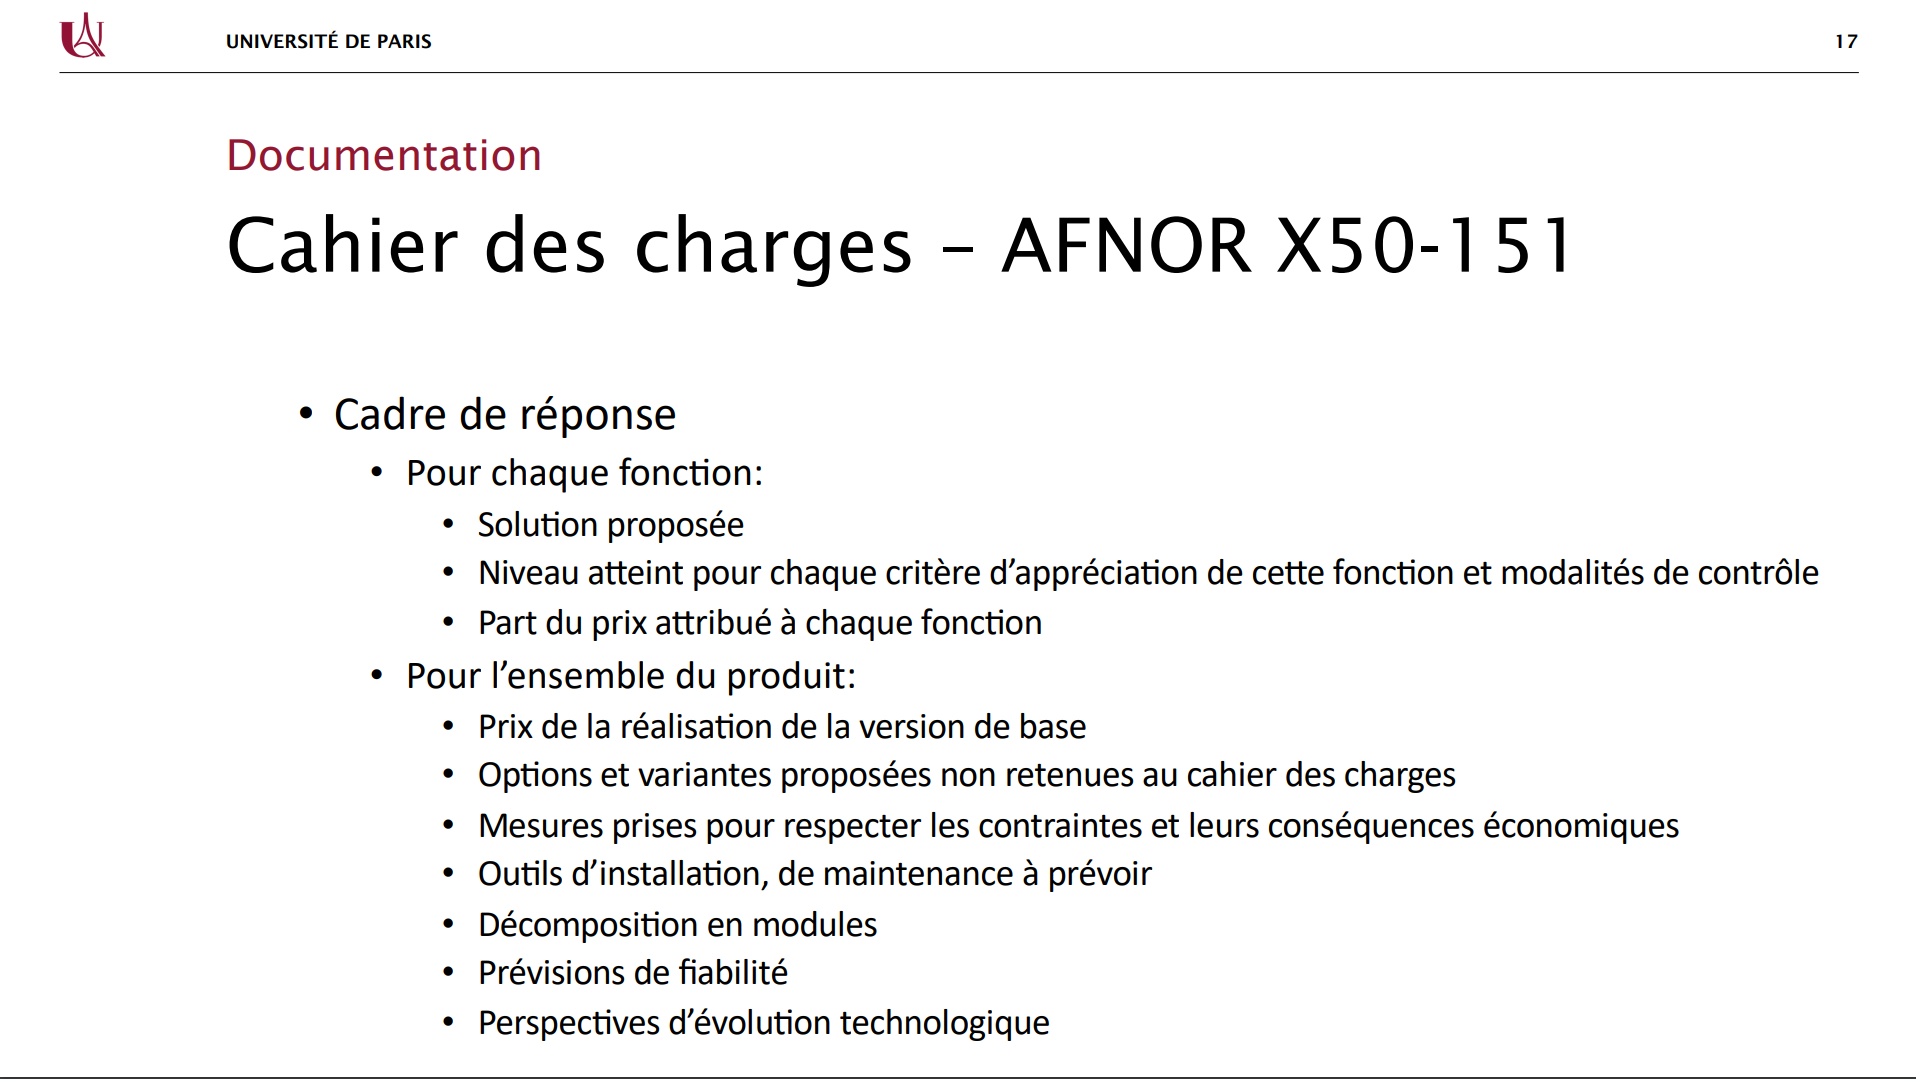 UNIVERSITÉ DE PARIS
17
Documentation
Cahier des charges – AFNOR X50-151
• Cadre de réponse
• Pour chaque fonction:
• Solution proposée
• Niveau atteint pour chaque critère d’appréciation de cette fonction et modalités de contrôle
• Part du prix attribué à chaque fonction
• Pour l’ensemble du produit:
• Prix de la réalisation de la version de base
• Options et variantes proposées non retenues au cahier des charges
• Mesures prises pour respecter les contraintes et leurs conséquences économiques
• Outils d’installation, de maintenance à prévoir
• Décomposition en modules
• Prévisions de fiabilité
• Perspectives d’évolution technologique